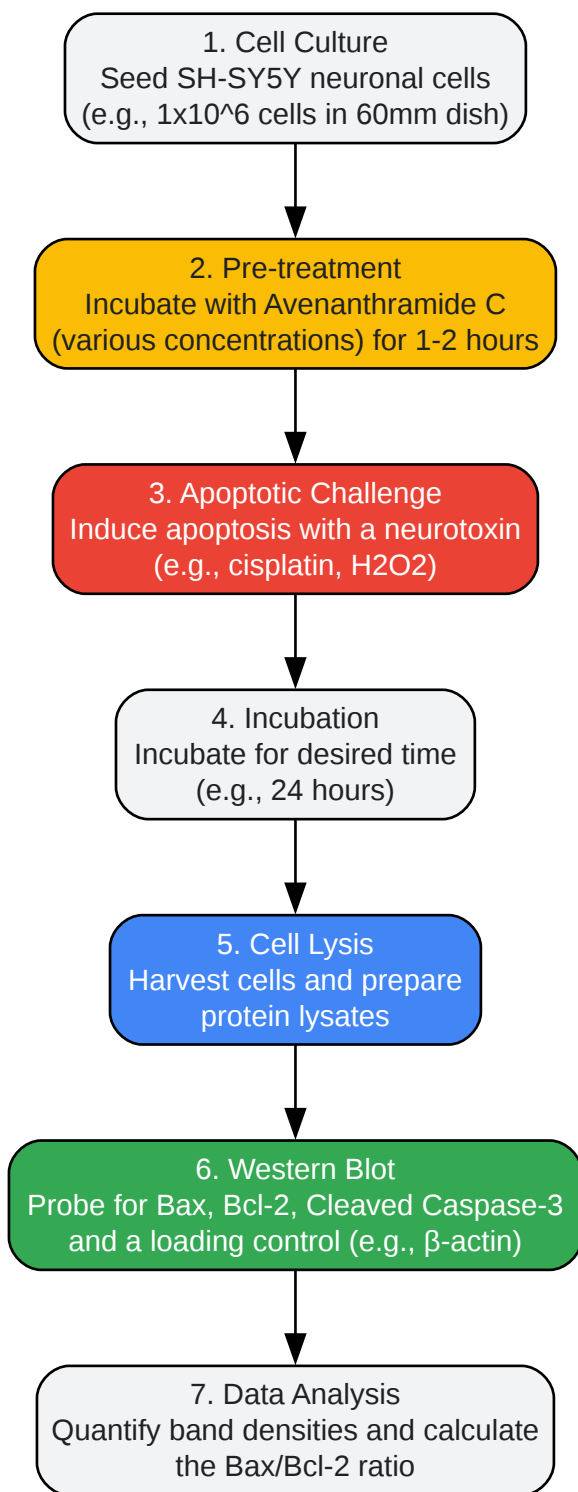 1. Cell Culture
Seed SH-SY5Y neuronal cells
(e.g., 1x10^6 cells in 60mm dish)
2. Pre-treatment
Incubate with Avenanthramide C
(various concentrations) for 1-2 hours
3. Apoptotic Challenge
Induce apoptosis with a neurotoxin
(e.g., cisplatin, H2O2)
4. Incubation
Incubate for desired time
(e.g., 24 hours)
5. Cell Lysis
Harvest cells and prepare
protein lysates
6. Western Blot
Probe for Bax, Bcl-2, Cleaved Caspase-3
and a loading control (e.g., β-actin)
7. Data Analysis
Quantify band densities and calculate
the Bax/Bcl-2 ratio